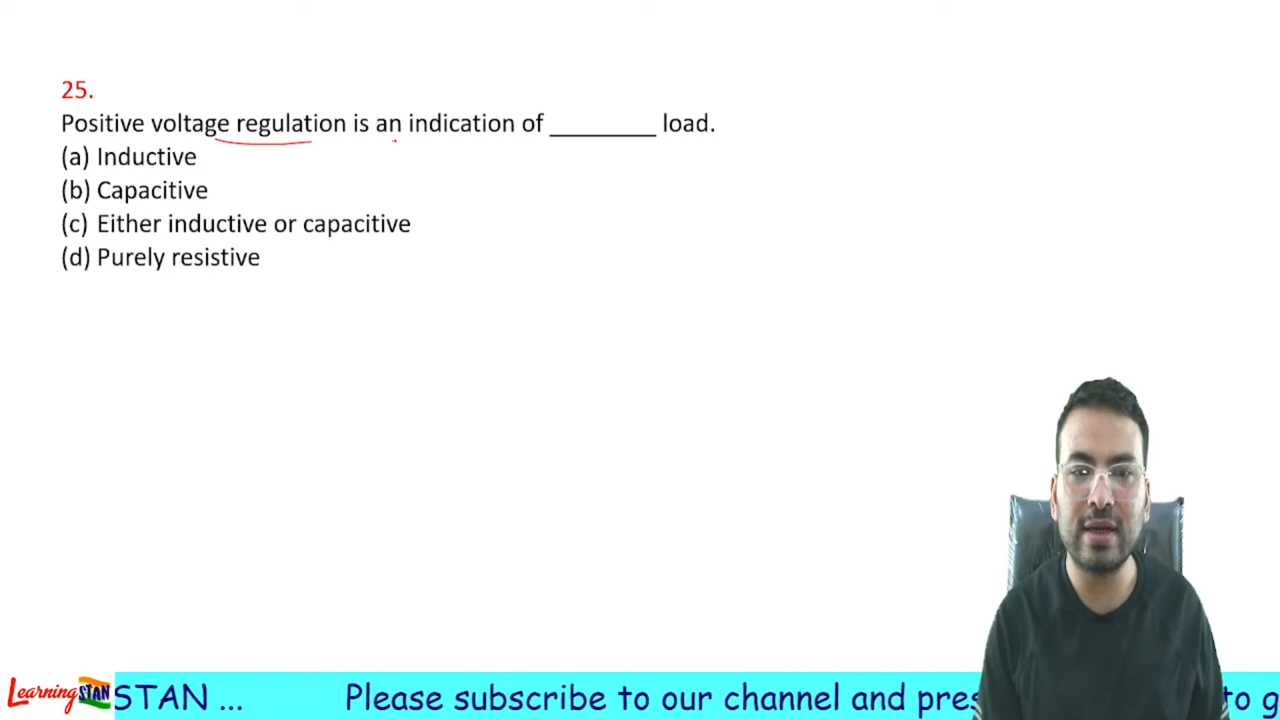 25.
Positive voltage regulation is an indication of _________ load.
(a) Inductive
(b) Capacitive
(c) Either inductive or capacitive
(d) Purely resistive
Learning STAN
STAN ... Please subscribe to our channel and to g